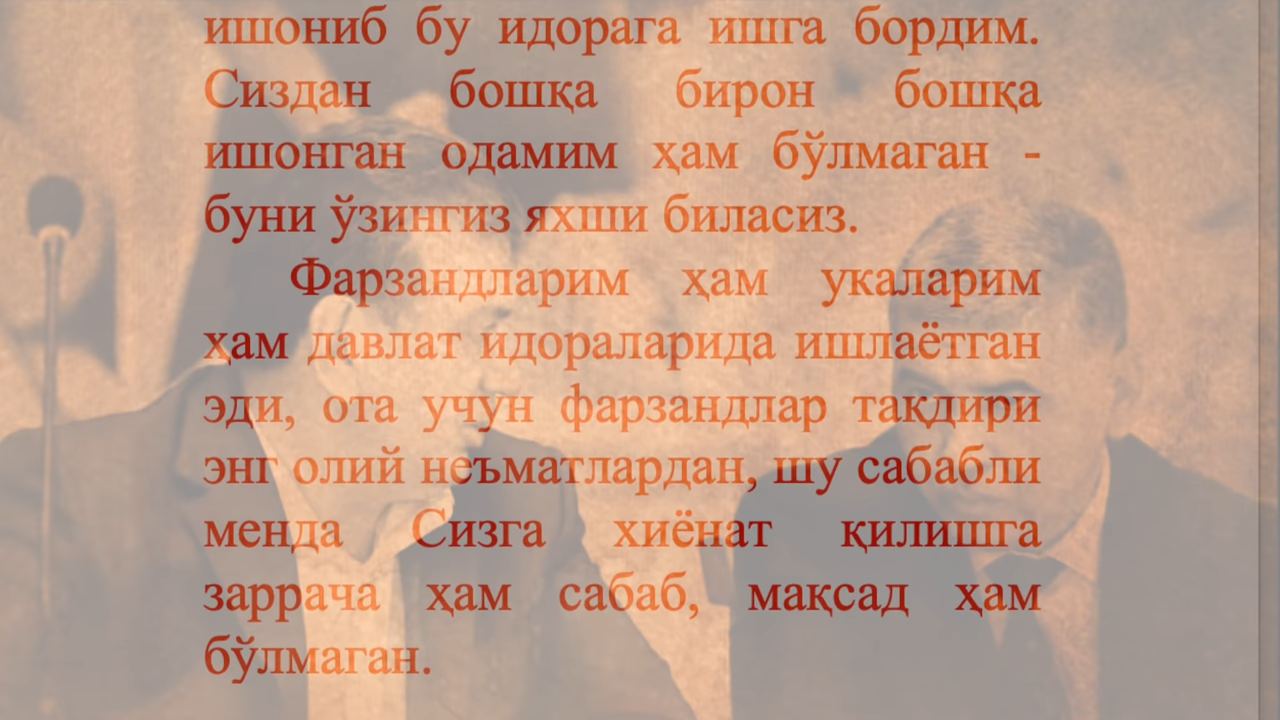 ишониб бу идорага ишга бордим.
Сиздан бошқа бирон бошқа
ишонган одамим ҳам бўлмаган -
буни ўзингиз яхши биласиз.
Фарзандларим ҳам укаларим
ҳам давлат идораларида ишлаётган
эди, ота учун фарзандлар тақдири
энг олий неъматлардан, шу сабабли
менда Сизга хиёнат қилишга
заррача ҳам сабаб, мақсад ҳам
бўлмаган.